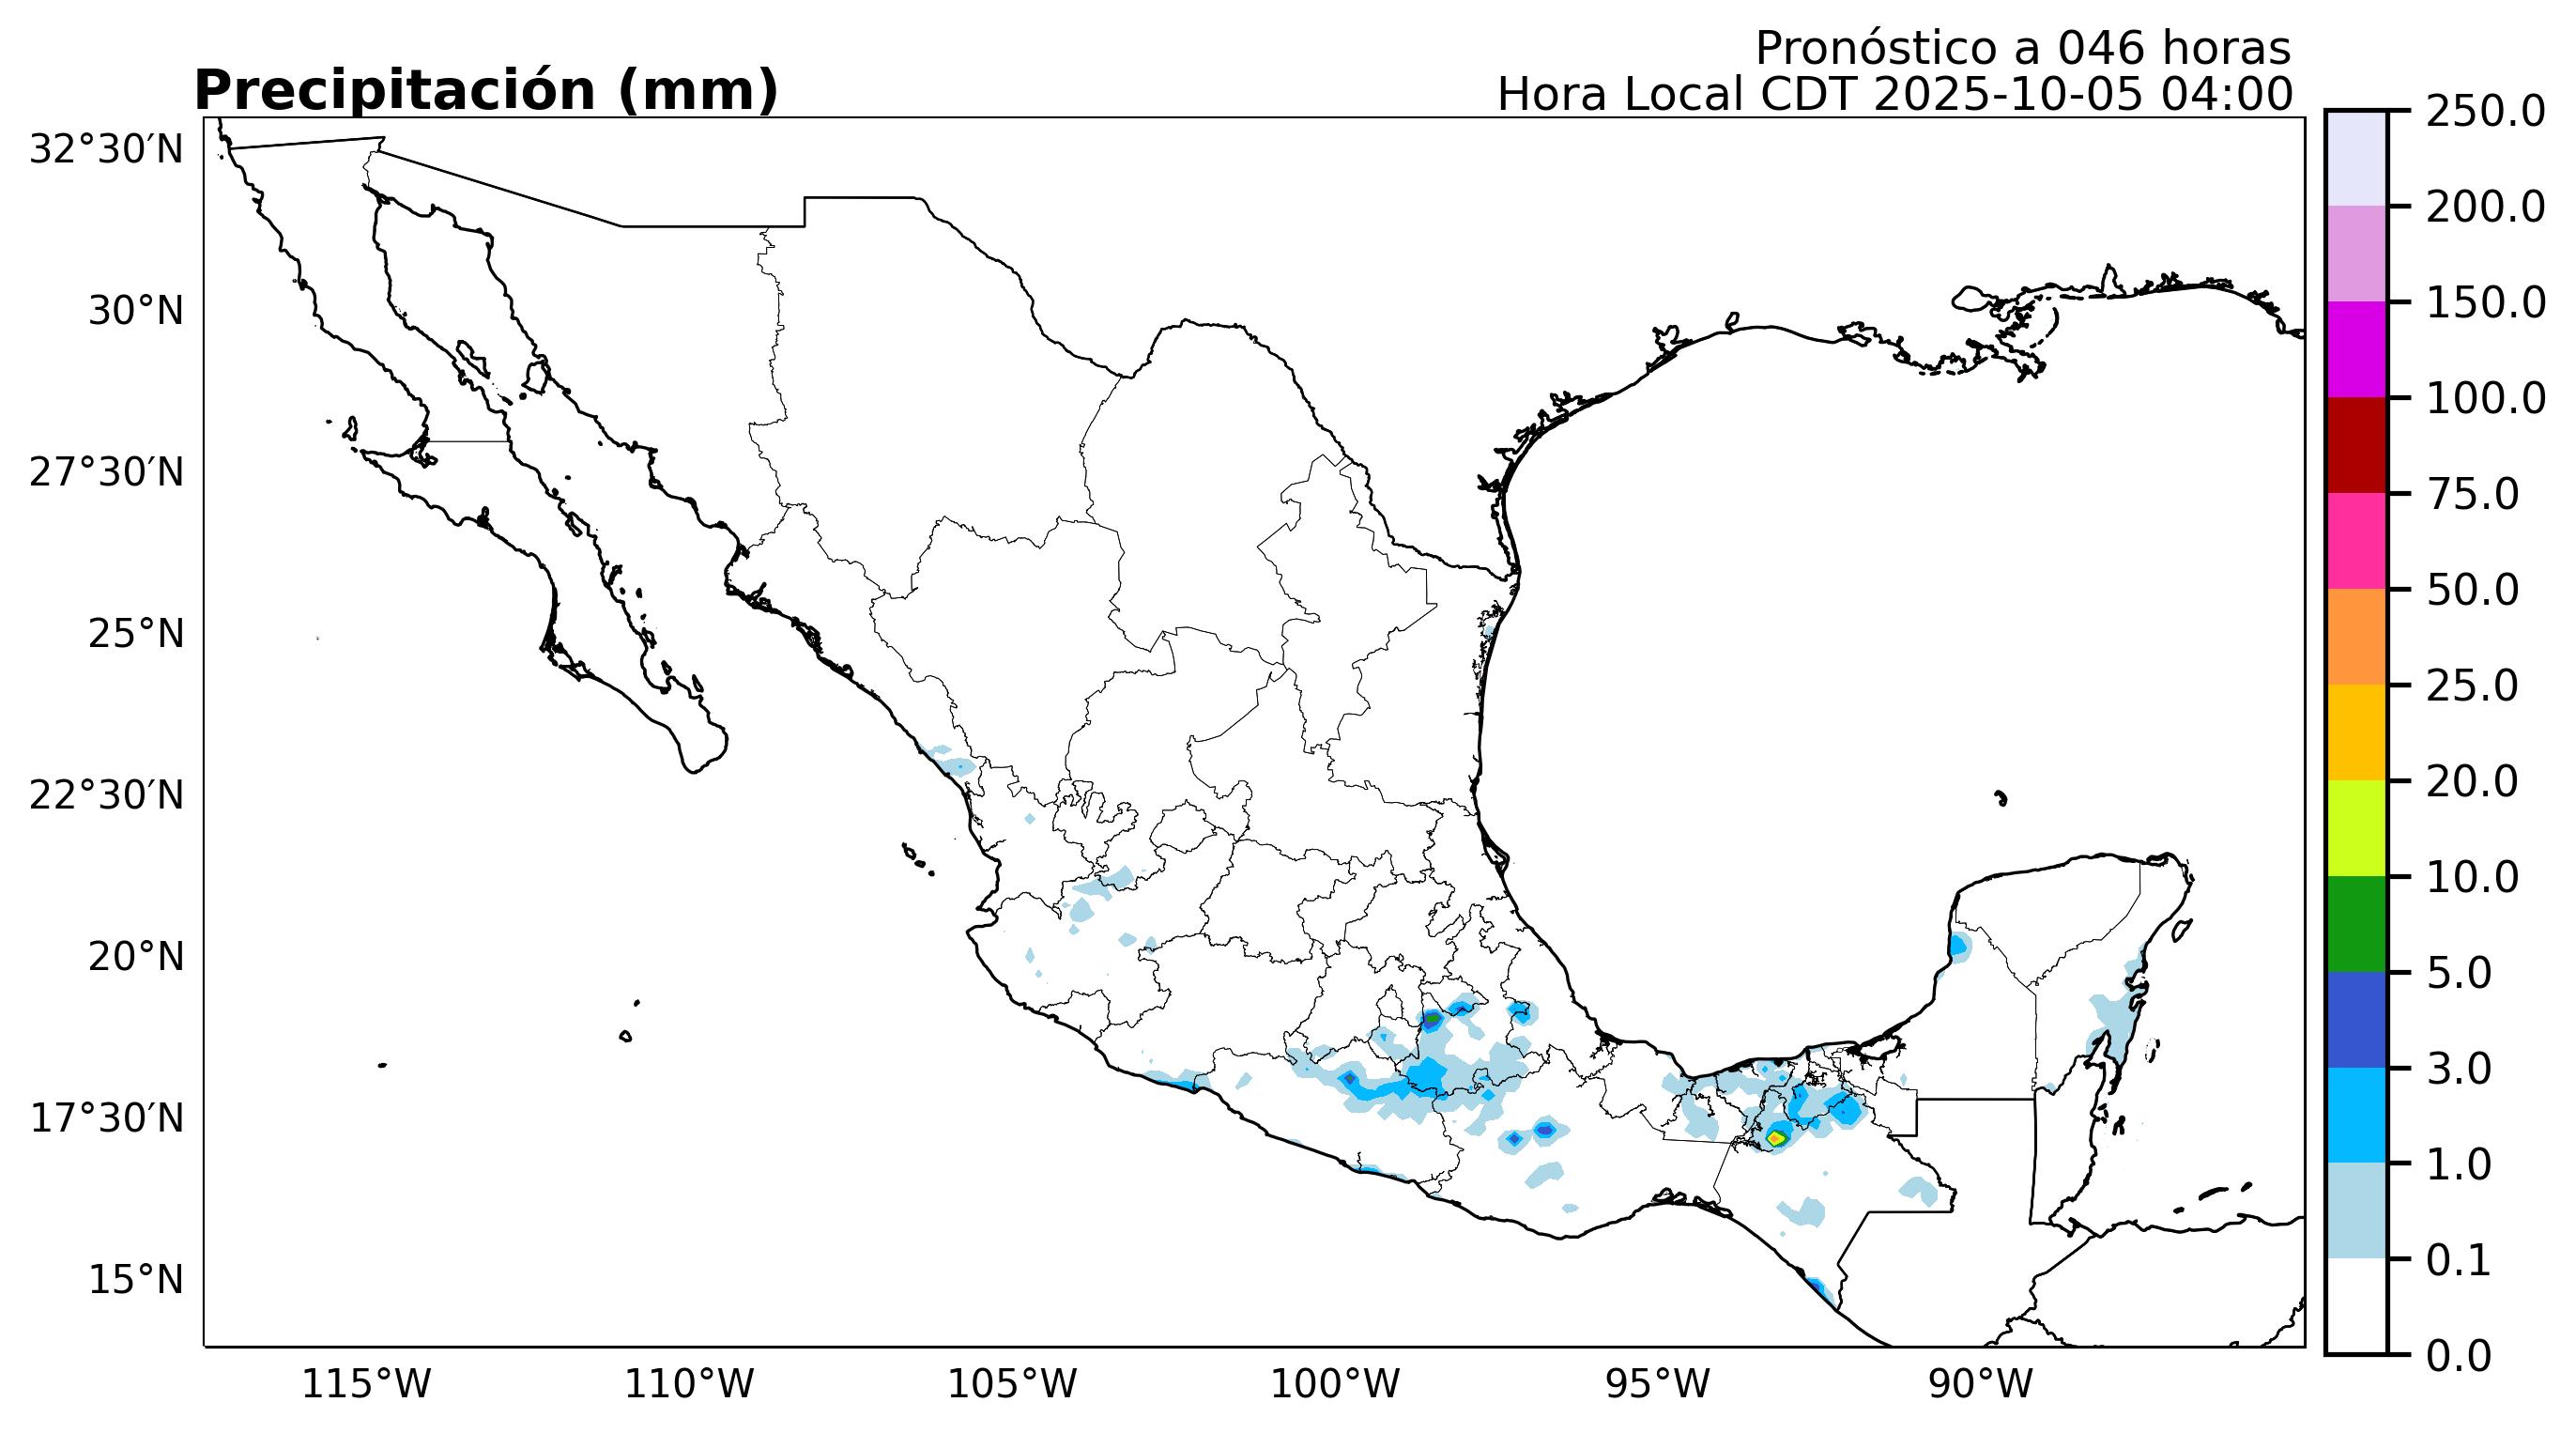 Pronóstico a 046 horas
Precipitación (mm)
Hora Local CDT 2025-10-05 04:00
32°30′N
30°N
27°30′N
25°N
22°30′N
20°N
17°30′N
15°N
115°W
110°W
105°W
100°W
95°W
90°W
250.0
200.0
150.0
100.0
75.0
50.0
25.0
20.0
10.0
5.0
3.0
1.0
0.1
0.0